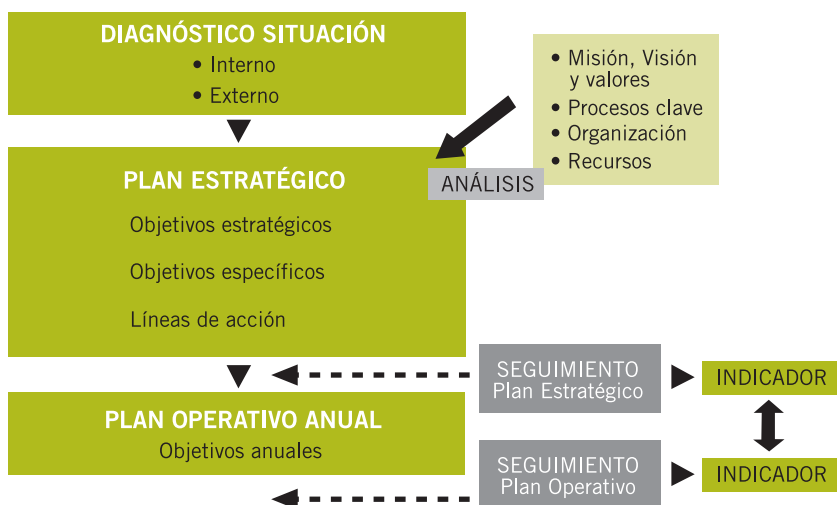 DIAGNÓSTICO SITUACIÓN
• Interno
• Externo
• Misión, Visión
y valores
• Procesos clave
• Organización
• Recursos
ANÁLISIS
PLAN ESTRATÉGICO
Objetivos estratégicos
Objetivos específicos
Líneas de acción
SEGUIMIENTO
Plan Estratégico
INDICADOR
PLAN OPERATIVO ANUAL
Objetivos anuales
SEGUIMIENTO
Plan Operativo
INDICADOR